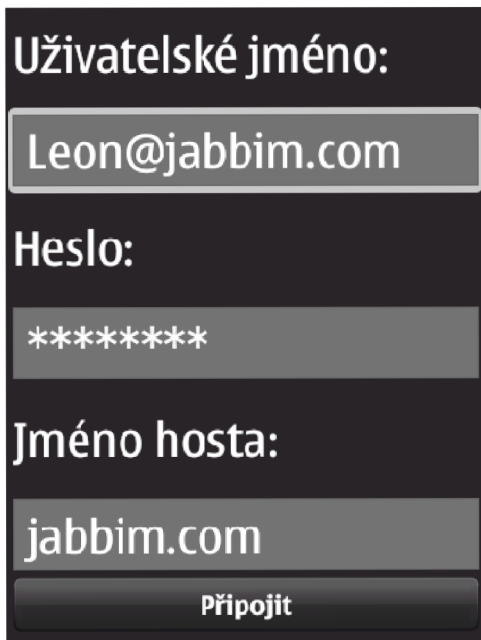 Uživatelské jméno:
Leon@jabbim.com
Heslo:
********
Jméno hosta:
jabbim.com
Připojit